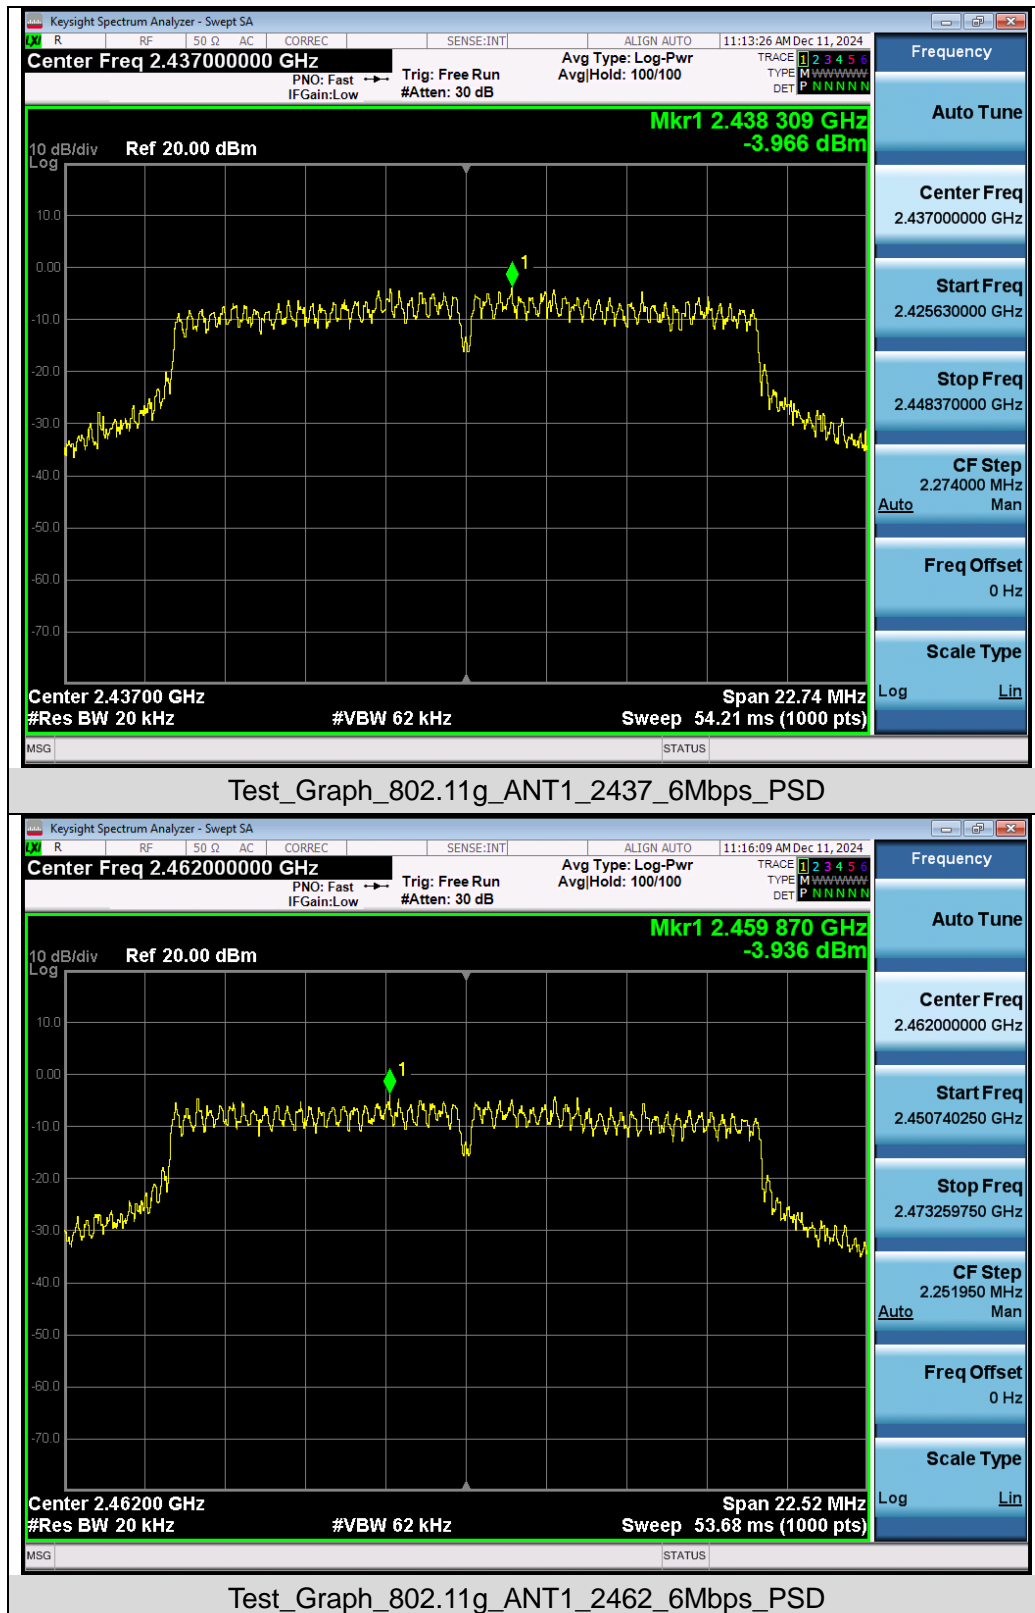 Keysight Spectrum Analyzer - Swept SA
LXI R RF 50 Ω AC CORREC SENSE:INT ALIGN AUTO 11:13:26 AM Dec 11, 2024
Center Freq 2.437000000 GHz
PNO: Fast
IFGain:Low
Trig: Free Run
#Atten: 30 dB
Avg Type: Log-Pwr
Avg|Hold: 100/100
TRACE 1 2 3 4 5 6
TYPE M W W W W W
DET P N N N N N
Mkr1 2.438 309 GHz
-3.966 dBm
10 dB/div Ref 20.00 dBm
Log
10.0
0.00
-10.0
-20.0
-30.0
-40.0
-50.0
-60.0
-70.0
1
Center 2.43700 GHz Span 22.74 MHz
#Res BW 20 kHz #VBW 62 kHz Sweep 54.21 ms (1000 pts)
MSG STATUS
Frequency
Auto Tune
Center Freq
2.437000000 GHz
Start Freq
2.425630000 GHz
Stop Freq
2.448370000 GHz
CF Step
2.274000 MHz
Auto Man
Freq Offset
0 Hz
Scale Type
Log Lin
Test_Graph_802.11g_ANT1_2437_6Mbps_PSD
Keysight Spectrum Analyzer - Swept SA
LXI R RF 50 Ω AC CORREC SENSE:INT ALIGN AUTO 11:16:09 AM Dec 11, 2024
Center Freq 2.462000000 GHz
PNO: Fast
IFGain:Low
Trig: Free Run
#Atten: 30 dB
Avg Type: Log-Pwr
Avg|Hold: 100/100
TRACE 1 2 3 4 5 6
TYPE M W W W W W
DET P N N N N N
Mkr1 2.459 870 GHz
-3.936 dBm
10 dB/div Ref 20.00 dBm
Log
10.0
0.00
-10.0
-20.0
-30.0
-40.0
-50.0
-60.0
-70.0
1
Center 2.46200 GHz Span 22.52 MHz
#Res BW 20 kHz #VBW 62 kHz Sweep 53.68 ms (1000 pts)
MSG STATUS
Frequency
Auto Tune
Center Freq
2.462000000 GHz
Start Freq
2.450740250 GHz
Stop Freq
2.473259750 GHz
CF Step
2.251950 MHz
Auto Man
Freq Offset
0 Hz
Scale Type
Log Lin
Test_Graph_802.11g_ANT1_2462_6Mbps_PSD